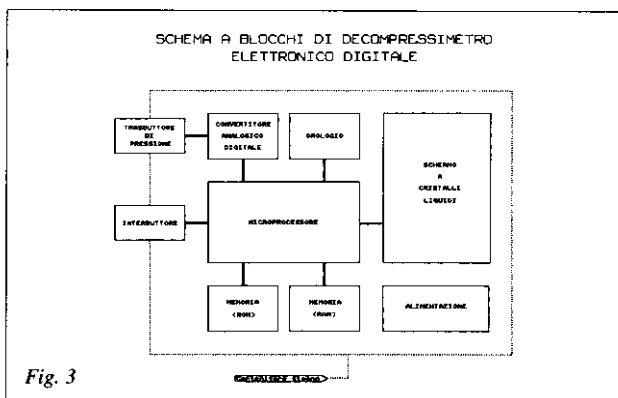 SCHEMA A BLOCCHI DI DECOMPRESSIMETRO
ELETTRONICO DIGITALE
TRASDUTTORE
DI
PRESSIONE
CONVERTITORE
ANALOGICO
DIGITALE
OROLOGIO
SCHERMO
A
CRISTALLI
LIQUIDI
INTERRUTTORE
MICROPROCESSORE
MEMORIA
(ROM)
MEMORIA
(RAM)
ALIMENTAZIONE
Fig. 3